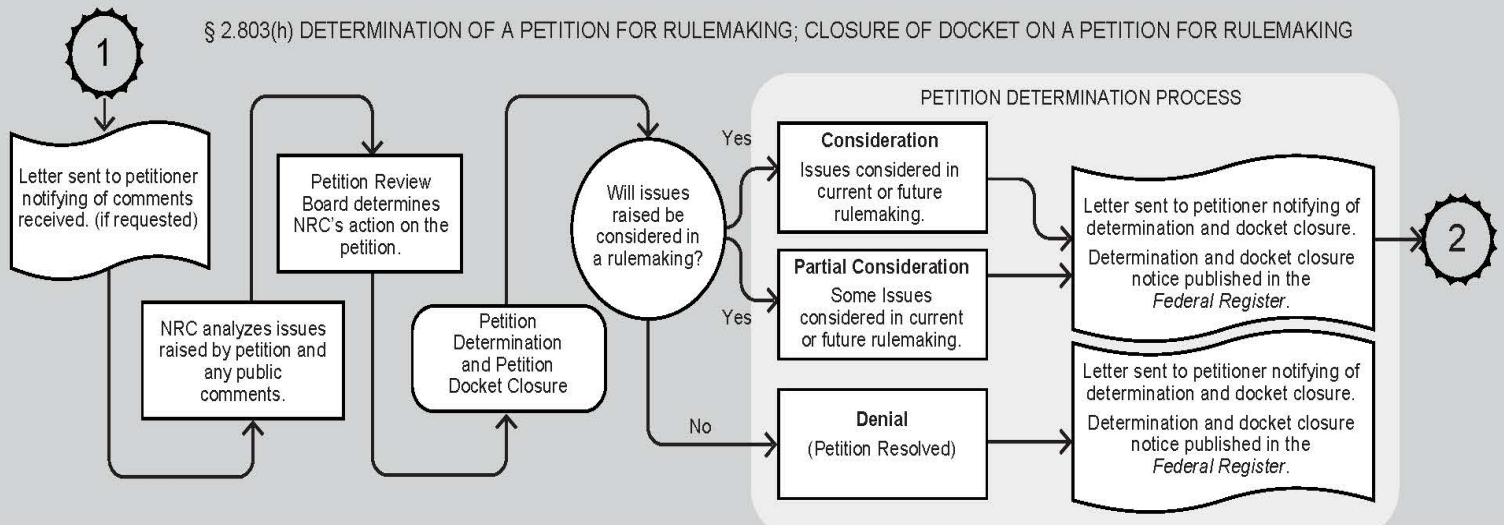 § 2.803(h) DETERMINATION OF A PETITION FOR RULEMAKING; CLOSURE OF DOCKET ON A PETITION FOR RULEMAKING
1
Letter sent to petitioner
notifying of comments
received. (if requested)
NRC analyzes issues
raised by petition and
any public
comments.
Petition Review
Board determines
NRC's action on the
petition.
Petition
Determination
and Petition
Docket Closure
Will issues
raised be
considered in
a rulemaking?
PETITION DETERMINATION PROCESS
Yes
Consideration
Issues considered in
current or future
rulemaking.
Yes
Partial Consideration
Some Issues
considered in current
or future rulemaking.
Letter sent to petitioner notifying of
determination and docket closure.
Determination and docket closure
notice published in the
Federal Register.
2
No
Denial
(Petition Resolved)
Letter sent to petitioner notifying of
determination and docket closure.
Determination and docket closure
notice published in the
Federal Register.